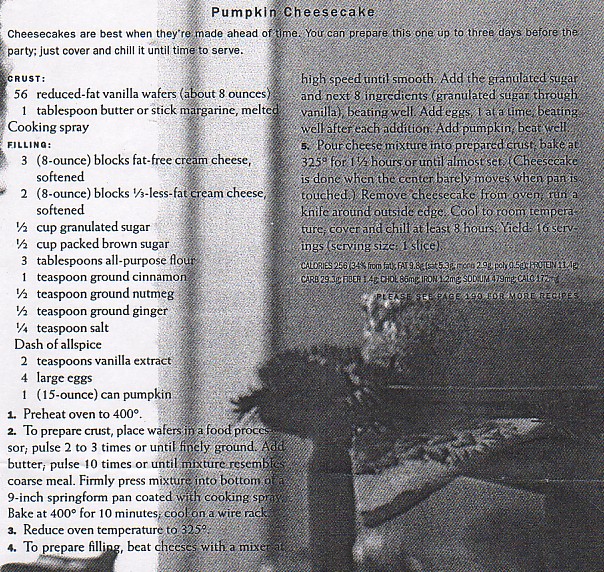 Pumpkin Cheesecake
Cheesecakes are best when they're made ahead of time. You can prepare this one up to three days before the
party; just cover and chill it until time to serve.
CRUST:
56 reduced-fat vanilla wafers (about 8 ounces)
1 tablespoon butter or stick margarine, melted
Cooking spray
FILLING:
3 (8-ounce) blocks fat-free cream cheese,
softened
2 (8-ounce) blocks ⅓-less-fat cream cheese,
softened
½ cup granulated sugar
½ cup packed brown sugar
3 tablespoons all-purpose flour
1 teaspoon ground cinnamon
½ teaspoon ground nutmeg
½ teaspoon ground ginger
¼ teaspoon salt
Dash of allspice
2 teaspoons vanilla extract
4 large eggs
1 (15-ounce) can pumpkin
1. Preheat oven to 400°.
2. To prepare crust, place wafers in a food proces-
sor; pulse 2 to 3 times or until finely ground. Add
butter; pulse 10 times or until mixture resembles
coarse meal. Firmly press mixture into bottom of a
9-inch springform pan coated with cooking spray.
Bake at 400° for 10 minutes; cool on a wire rack.
3. Reduce oven temperature to 325°.
4. To prepare filling, beat cheeses with a mixer at
high speed until smooth. Add the granulated sugar
and next 8 ingredients (granulated sugar through
vanilla), beating well. Add eggs, 1 at a time, beating
well after each addition. Add pumpkin, beat well.
5. Pour cheese mixture into prepared crust, bake at
325° for 1½ hours or until almost set. (Cheesecake
is done when the center barely moves when pan is
touched.) Remove cheesecake from oven, run a
knife around outside edge. Cool to room tempera-
ture, cover and chill at least 8 hours. Yield: 16 serv-
ings (serving size: 1 slice).
CALORIES 256 (34% from fat); FAT 9.8g (sat 5.3g, mono 2.9g, poly 0.5g); PROTEIN 11.4g;
CARB 29.3g; FIBER 1.4g; CHOL 86mg; IRON 1.2mg; SODIUM 479mg; CALC 172mg
PLEASE SEE PAGE 199 FOR MORE RECIPES